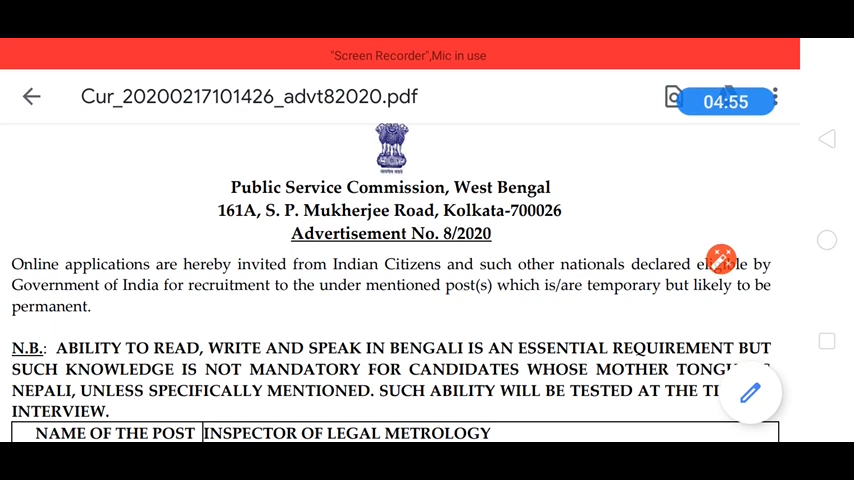 "Screen Recorder",Mic in use
Cur_20200217101426_advt82020.pdf
04:55
Public Service Commission, West Bengal
161A, S. P. Mukherjee Road, Kolkata-700026
Advertisement No. 8/2020
Online applications are hereby invited from Indian Citizens and such other nationals declared eligible by
Government of India for recruitment to the under mentioned post(s) which is/are temporary but likely to be
permanent.
N.B.: ABILITY TO READ, WRITE AND SPEAK IN BENGALI IS AN ESSENTIAL REQUIREMENT BUT
SUCH KNOWLEDGE IS NOT MANDATORY FOR CANDIDATES WHOSE MOTHER
NEPALI, UNLESS SPECIFICALLY MENTIONED. SUCH ABILITY WILL BE TESTED AT THE
INTERVIEW.
NAME OF THE POST INSPECTOR OF LEGAL METROLOGY